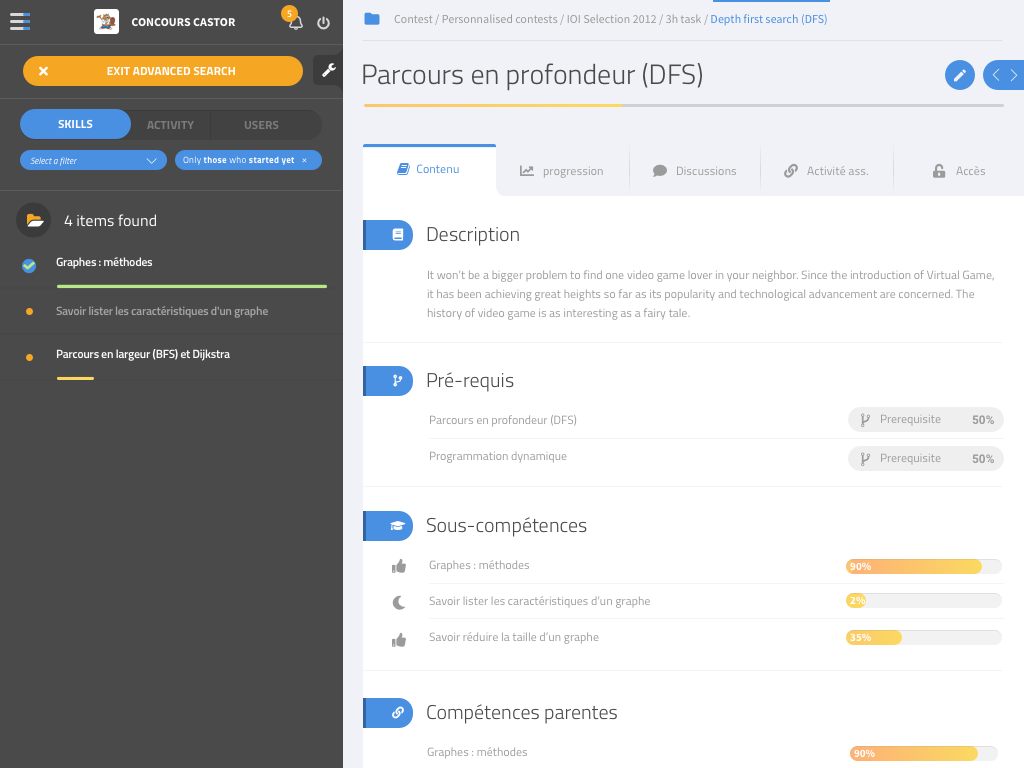 CONCOURS CASTOR
5
EXIT ADVANCED SEARCH
SKILLS
ACTIVITY
USERS
Select a filter
Only those who started yet ×
4 items found
Graphes : méthodes
Savoir lister les caractéristiques d'un graphe
Parcours en largeur (BFS) et Dijkstra
Contest / Personnalised contests / IOI Selection 2012 / 3h task / Depth first search (DFS)
Parcours en profondeur (DFS)
Contenu
progression
Discussions
Activité ass.
Accès
Description
It won't be a bigger problem to find one video game lover in your neighbor. Since the introduction of Virtual Game,
it has been achieving great heights so far as its popularity and technological advancement are concerned. The
history of video game is as interesting as a fairy tale.
Pré-requis
Parcours en profondeur (DFS)
Prerequisite 50%
Programmation dynamique
Prerequisite 50%
Sous-compétences
Graphes : méthodes
90%
Savoir lister les caractéristiques d'un graphe
2%
Savoir réduire la taille d'un graphe
35%
Compétences parentes
Graphes : méthodes
90%